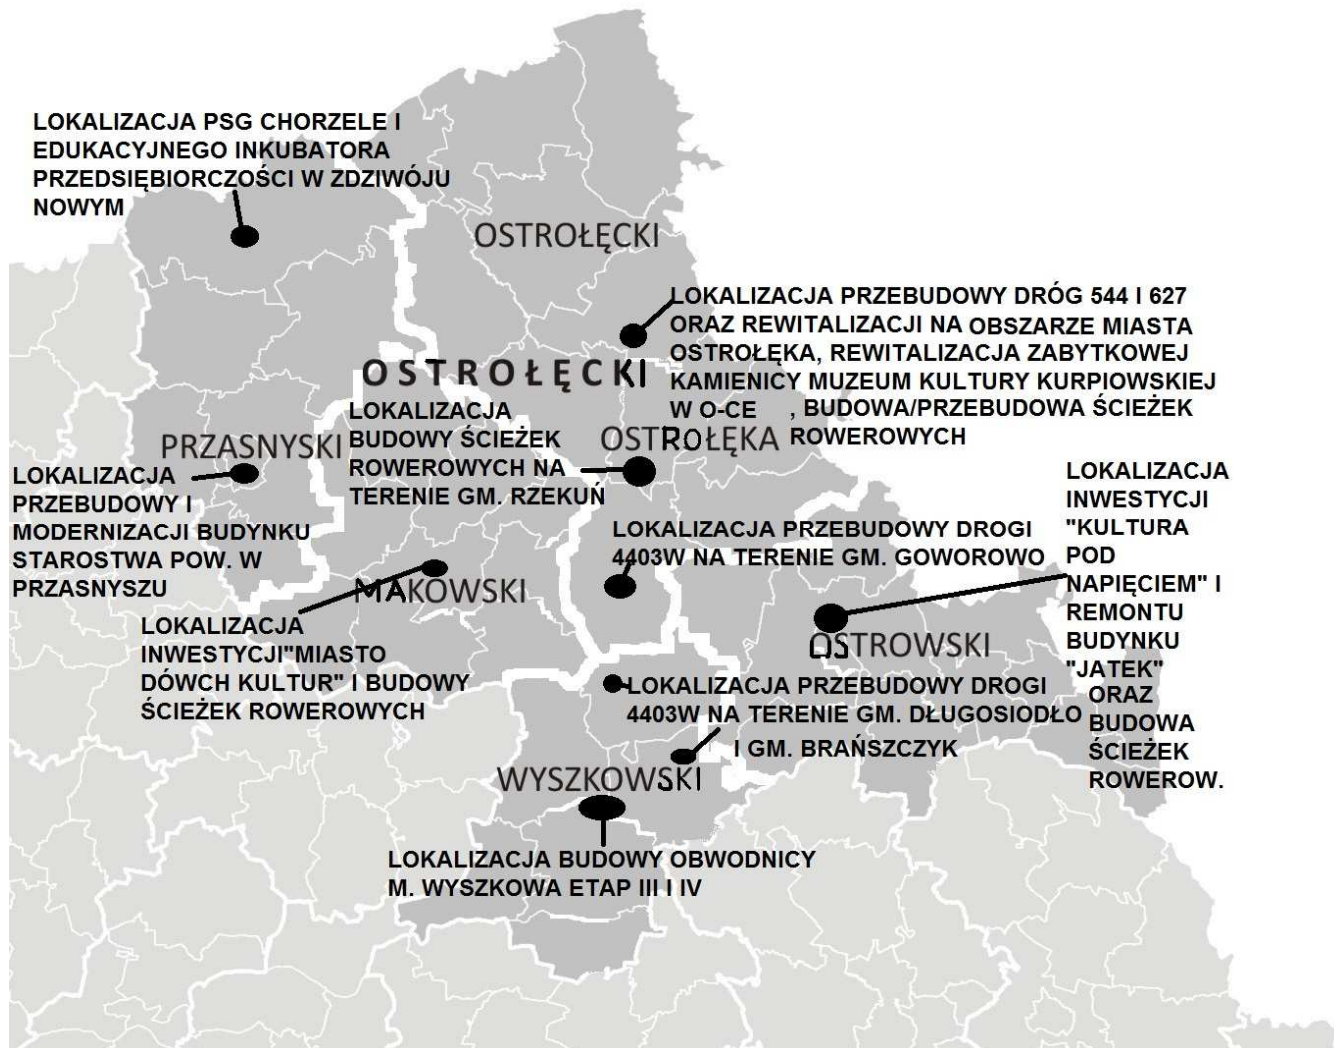 LOKALIZACJA PSG CHORZELE I
EDUKACYJNEGO INKUBATORA
PRZEDSIĘBIORCZOŚCI W ZDZIWÓJU
NOWYM
OSTROŁĘCKI
LOKALIZACJA PRZEBUDOWY DRÓG 544 I 627
ORAZ REWITALIZACJI NA OBSZARZE MIASTA
OSTROŁĘKA, REWITALIZACJA ZABYTKOWEJ
KAMIENICY MUZEUM KULTURY KURPIOWSKIEJ
W O-CE , BUDOWA/PRZEBUDOWA ŚCIEŻEK
ROWEROWYCH
OSTROŁĘCKI
LOKALIZACJA
BUDOWY ŚCIEŻEK
ROWEROWYCH NA
TERENIE GM. RZEKUŃ
OSTROŁĘKA
PRZASNYSKI
LOKALIZACJA
PRZEBUDOWY I
MODERNIZACJI BUDYNKU
STAROSTWA POW. W
PRZASNYSZU
LOKALIZACJA
INWESTYCJI
"KULTURA
POD
NAPIĘCIEM" I
REMONTU
BUDYNKU
"JATEK"
ORAZ
BUDOWA
ŚCIEŻEK
ROWEROW.
LOKALIZACJA PRZEBUDOWY DROGI
4403W NA TERENIE GM. GOWOROWO
MAKOWSKI
LOKALIZACJA
INWESTYCJI"MIASTO
DÓWCH KULTUR" I BUDOWY
ŚCIEŻEK ROWEROWYCH
OSTROWSKI
LOKALIZACJA PRZEBUDOWY DROGI
4403W NA TERENIE GM. DŁUGOSIODŁO
I GM. BRAŃSZCZYK
WYSZKOWSKI
LOKALIZACJA BUDOWY OBWODNICY
M. WYSZKOWA ETAP III I IV